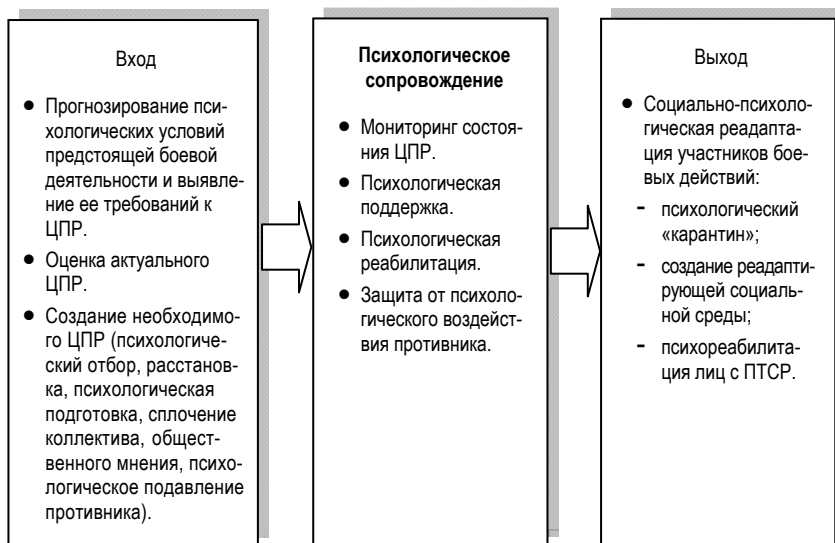 Вход
● Прогнозирование пси-
хологических условий
предстоящей боевой
деятельности и выявле-
ние ее требований к
ЦПР.
● Оценка актуального
ЦПР.
● Создание необходимо-
го ЦПР (психологиче-
ский отбор, расстанов-
ка, психологическая
подготовка, сплочение
коллектива, общест-
венного мнения, психо-
логическое подавление
противника).
Психологическое
сопровождение
● Мониторинг состоя-
ния ЦПР.
● Психологическая
поддержка.
● Психологическая
реабилитация.
● Защита от психоло-
гического воздейст-
вия противника.
Выход
● Социально-психоло-
гическая реадапта-
ция участников бое-
вых действий:
- психологический
«карантин»;
- создание реадапти-
рующей социаль-
ной среды;
- психореабилита-
ция лиц с ПТСР.